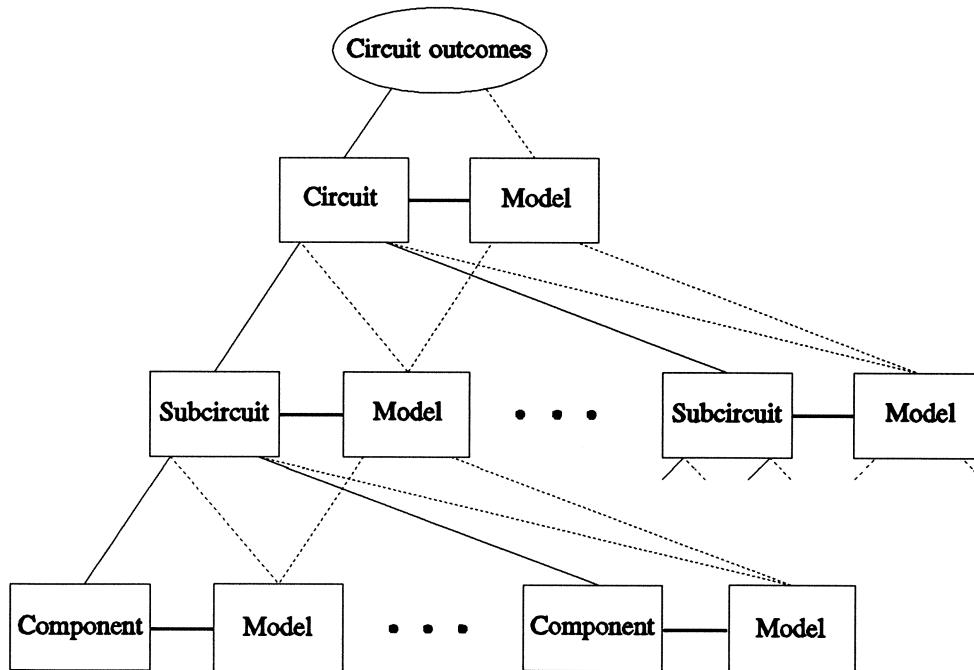 Circuit outcomes
Circuit
Model
Subcircuit
Model
Subcircuit
Model
Component
Model
Component
Model